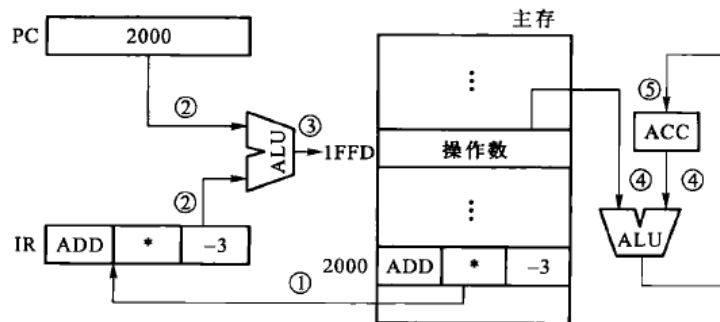 主存
PC 2000
⋮
② ③ ⑤
ALU ACC
1FFD 操作数
② ④ ④
⋮
ALU
IR ADD * -3
2000 ADD * -3
①